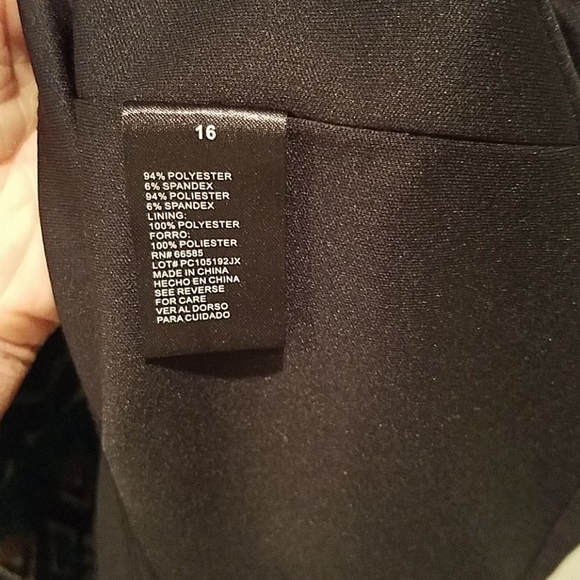 16
94% POLYESTER
6% SPANDEX
94% POLIESTER
6% SPANDEX
LINING:
100% POLYESTER
FORRO:
100% POLIESTER
RN# 66585
LOT# PC105192JX
MADE IN CHINA
HECHO EN CHINA
SEE REVERSE
FOR CARE
VER AL DORSO
PARA CUIDADO